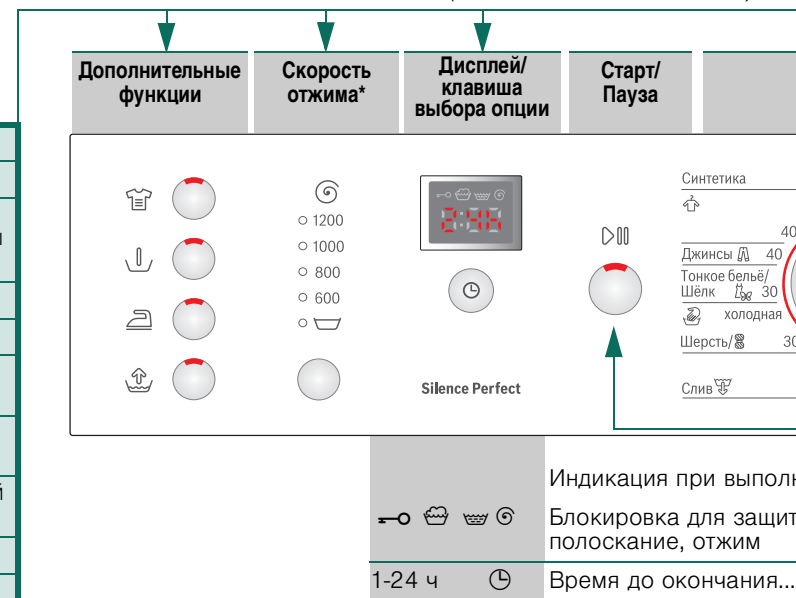 Дополнительные
функции
Скорость
отжима*
Дисплей/
клавиша
выбора опции
Старт/
Пауза
1200
1000
800
600
Silence Perfect
Синтетика
40
Джинсы 40
Тонкое бельё/
Шёлк 30
холодная
Шерсть/ 30
Слив
Индикация при
Блокировка для
полоскание, отжим
1-24 ч Время до окончания...